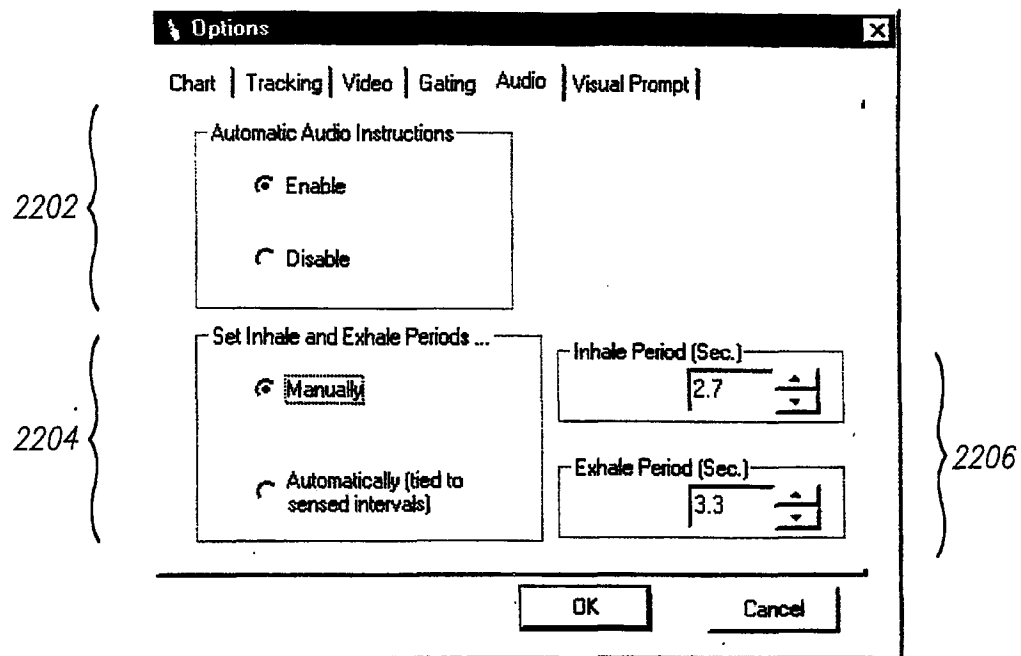 Options
Chart Tracking Video Gating Audio Visual Prompt
Automatic Audio Instructions
Enable
2202
Disable
Set Inhale and Exhale Periods ...
Inhale Period (Sec.)
Manually
2.7
2204
2206
Exhale Period (Sec.)
Automatically (tied to
sensed intervals)
3.3
OK Cancel